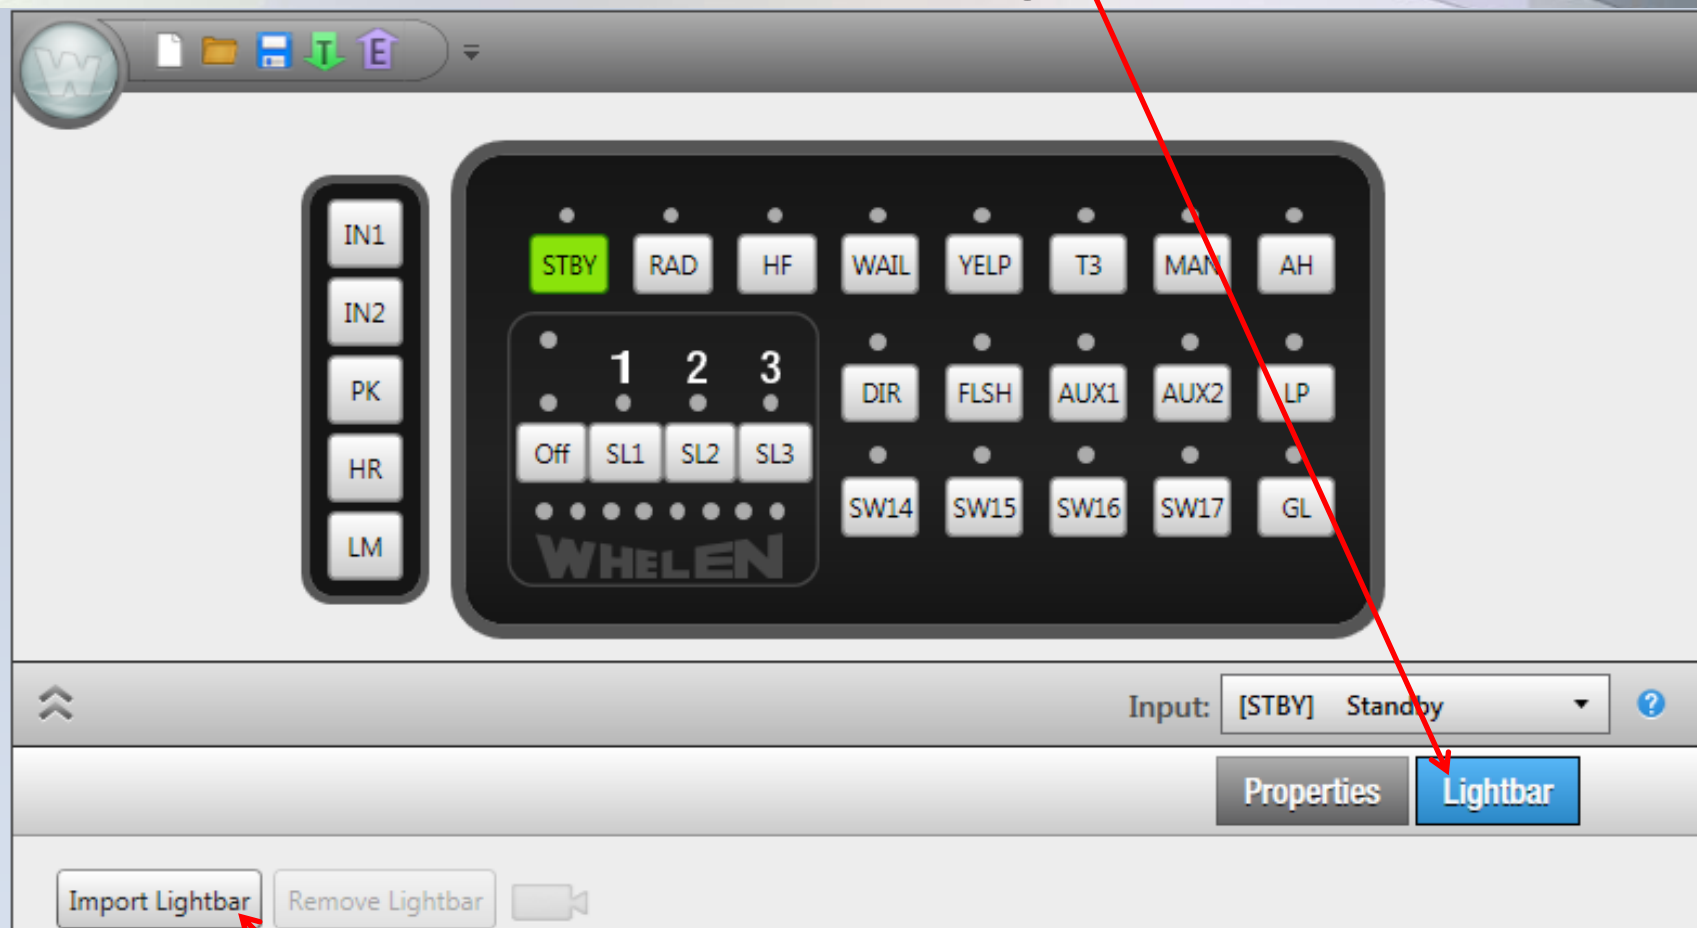 W T E
IN1
IN2
PK
HR
LM
STBY RAD HF WAIL YELP T3 MAN AH
1 2 3
DIR FLSH AUX1 AUX2 LP
Off SL1 SL2 SL3
SW14 SW15 SW16 SW17 GL
WHELEN
Input: [STBY] Standby ?
Properties Lightbar
Import Lightbar Remove Lightbar